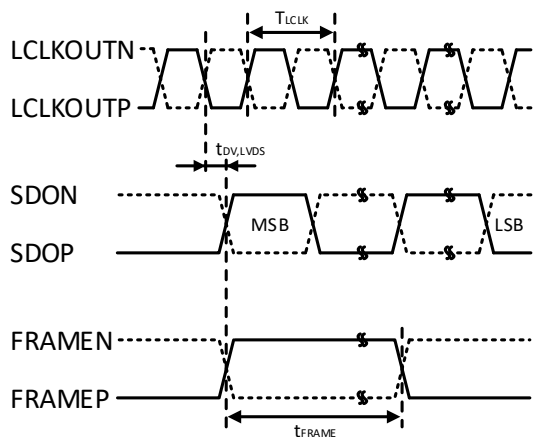 TLCLK
LCLKOUTN
LCLKOUTP
tDV,LVDS
SDON
MSB
LSB
SDOP
FRAMEN
FRAMEP
tFRAME